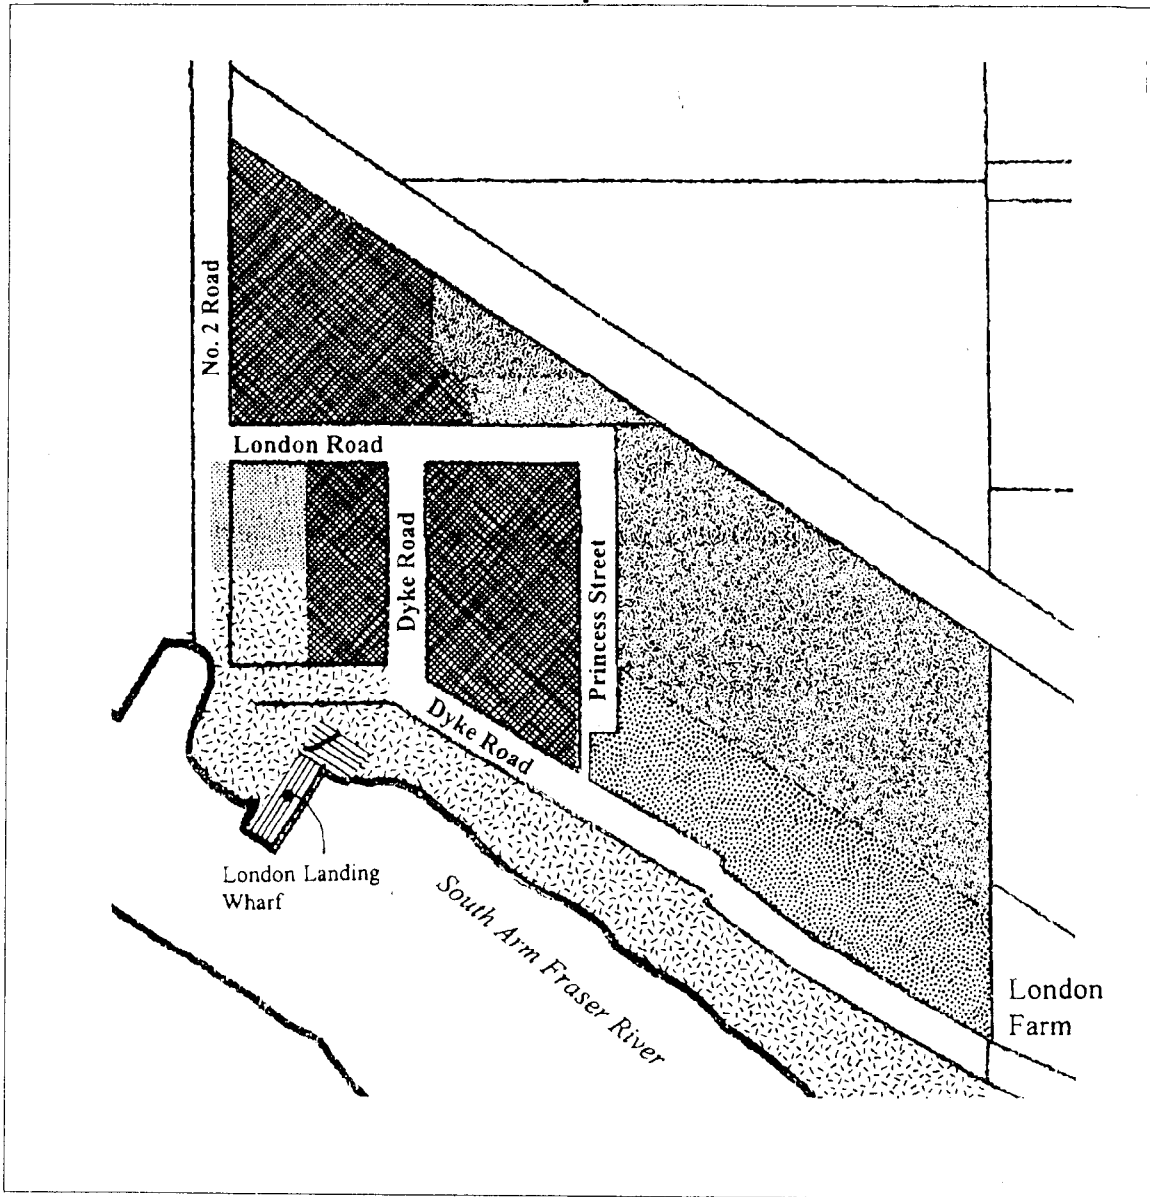 No. 2 Road
London Road
Dyke Road
Princess Street
Dyke Road
London Landing
Wharf
South Arm Fraser River
London
Farm